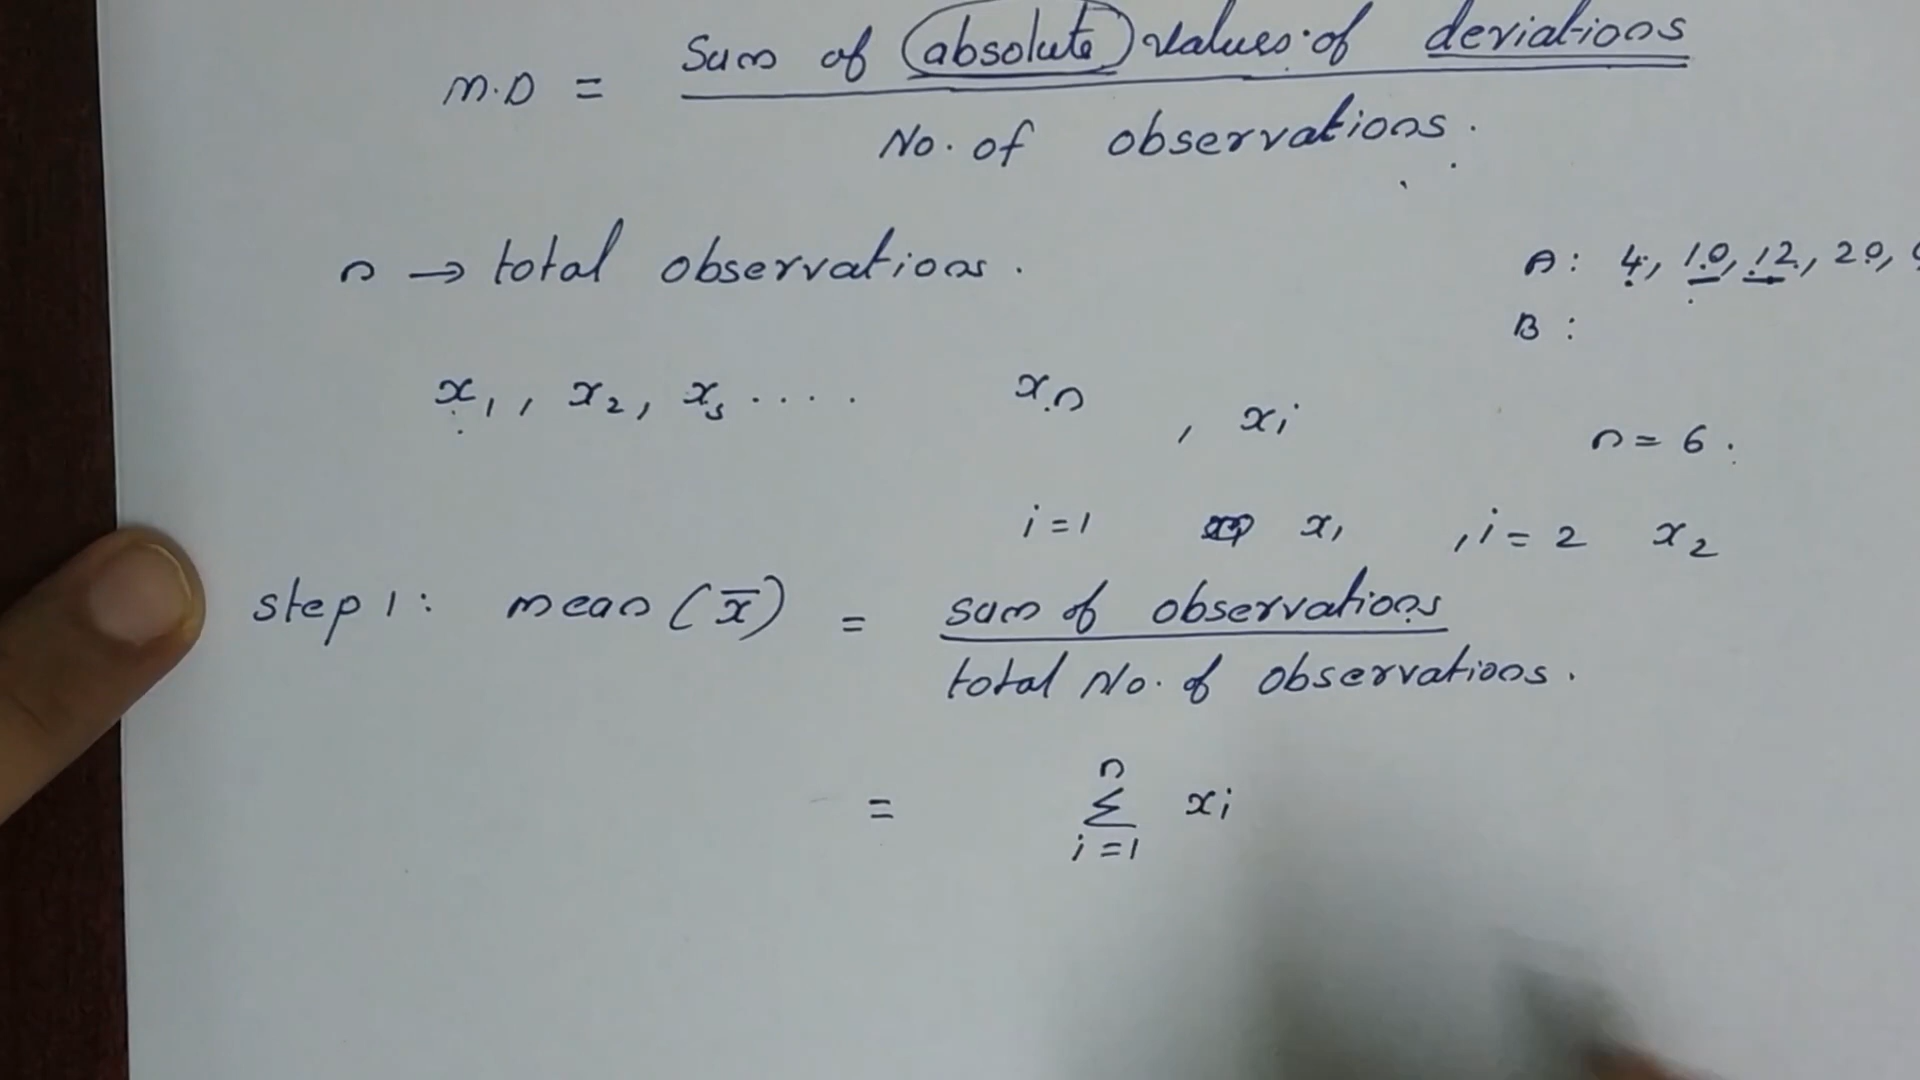 M.D = Sum of absolute values of deviations
No. of observations.
n → total observations.
A: 4, 10, 12, 20,
B :
x₁, x₂, x₃ .... xₙ , xᵢ
n = 6 .
i = 1 x₁ , i = 2 x₂
step 1: mean (x̄) = sum of observations
total No. of observations.
n
= Σ xᵢ
i = 1